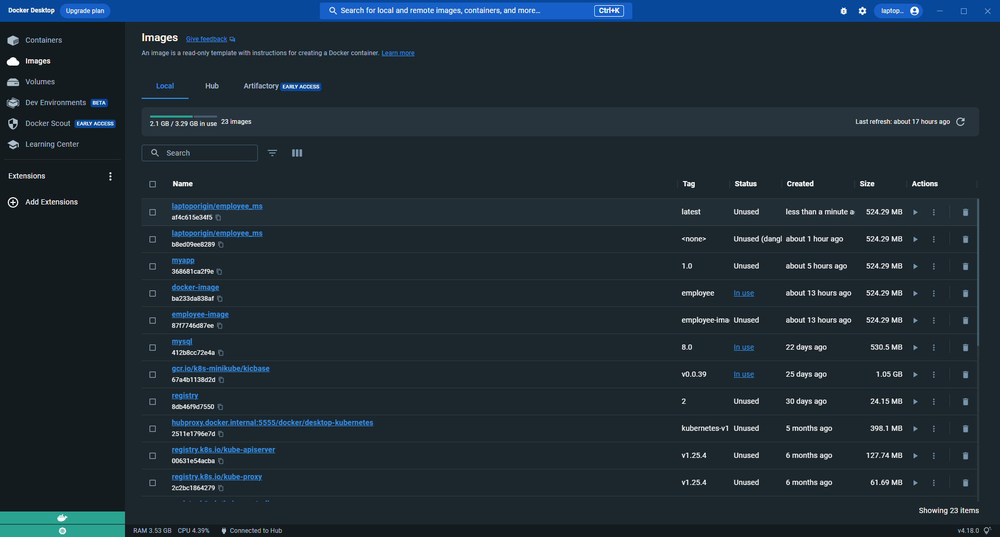 Docker Desktop Upgrade plan Search for local and remote images, containers, and more... Ctrl+K laptop...
Containers
Images
Volumes
Dev Environments BETA
Docker Scout EARLY ACCESS
Learning Center
Extensions
Add Extensions
Images Give feedback
An image is a read-only template with instructions for creating a Docker container. Learn more
Local Hub Artifactory EARLY ACCESS
2.1 GB / 3.29 GB in use 23 images Last refresh: about 17 hours ago
Search
Name Tag Status Created Size Actions
laptoporigin/employee_ms
af4c615e34f5 latest Unused less than a minute a 524.29 MB
laptoporigin/employee_ms
b8ed09ee8289 <none> Unused (dangl about 1 hour ago 524.29 MB
myapp
368681ca2f9e 1.0 Unused about 5 hours ago 524.29 MB
docker-image
ba233da838af employee In use about 13 hours ago 524.29 MB
employee-image
87f7746d87ee employee-ima Unused about 13 hours ago 524.29 MB
mysql
412b8cc72e4a 8.0 In use 22 days ago 530.5 MB
gcr.io/k8s-minikube/kicbase
67a4b1138d2d v0.0.39 In use 25 days ago 1.05 GB
registry
8db46f9d7550 2 Unused 30 days ago 24.15 MB
hubproxy.docker.internal:5555/docker/desktop-kubernetes
2511e1796e7d kubernetes-v1 Unused 5 months ago 398.1 MB
registry.k8s.io/kube-apiserver
00631e54acba v1.25.4 Unused 6 months ago 127.74 MB
registry.k8s.io/kube-proxy
2c2bc1864279 v1.25.4 Unused 6 months ago 61.69 MB
Showing 23 items
RAM 3.53 GB CPU 4.39% Connected to Hub v4.18.0